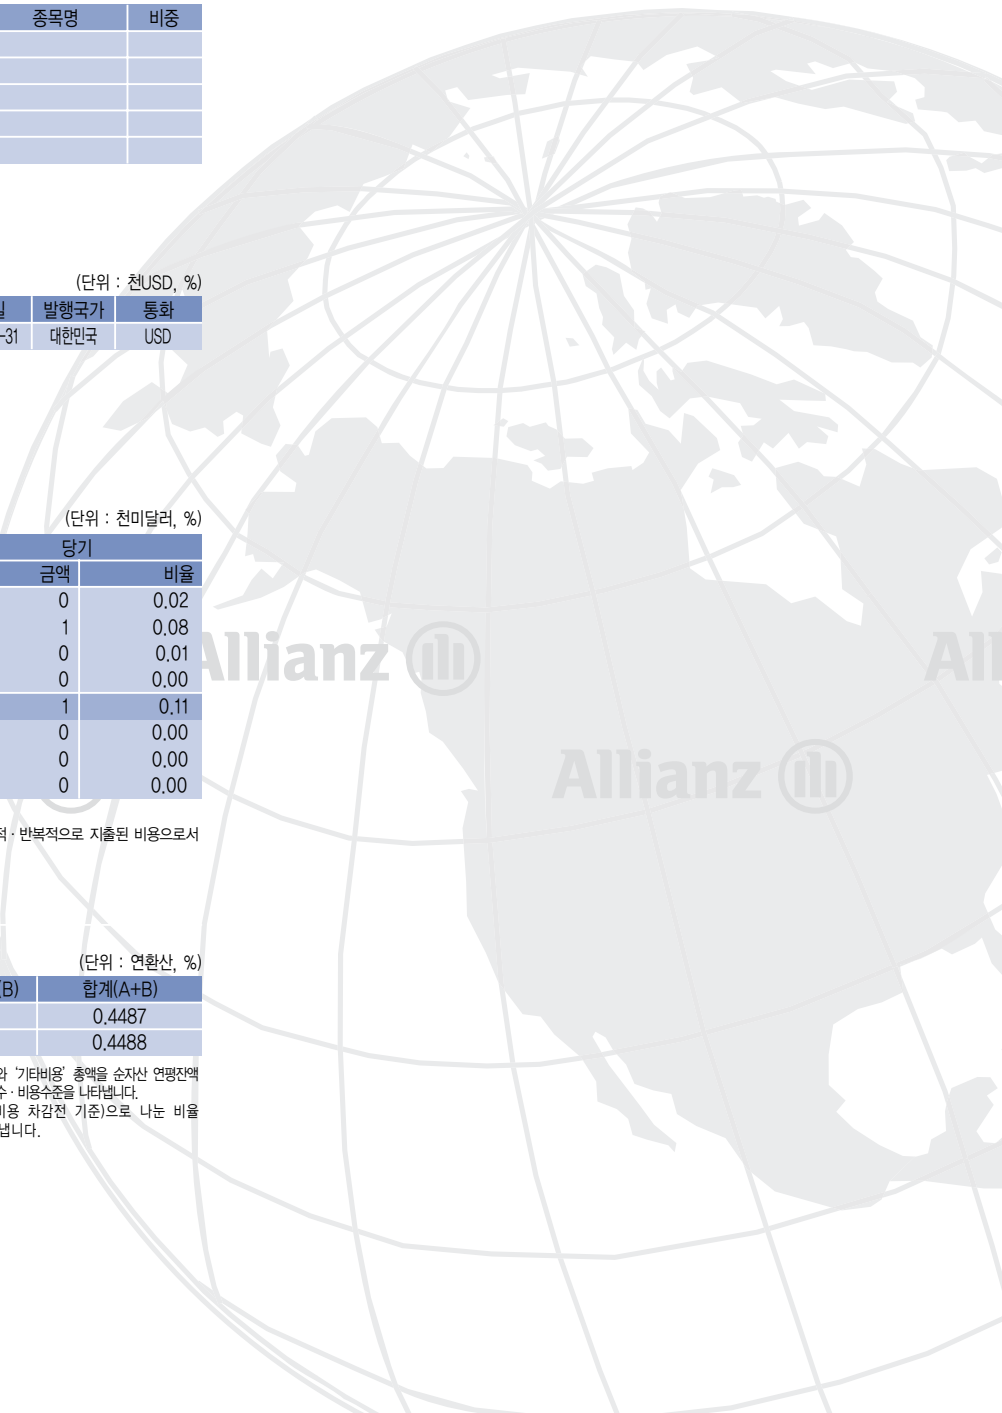 종목명 비중
(단위 : 천USD, %)
일 발행국가 통화
-31 대한민국 USD
(단위 : 천미달러, %)
당기
금액 비율
0 0.02
1 0.08
0 0.01
0 0.00
1 0.11
0 0.00
0 0.00
0 0.00
Allianz
All
Allianz
적·반복적으로 지출된 비용으로서
(단위 : 연환산, %)
(B) 합계(A+B)
0.4487
0.4488
와 '기타비용' 총액을 순자산 연평잔액
수·비용수준을 나타냅니다.
비용 차감전 기준)으로 나눈 비율
냅니다.